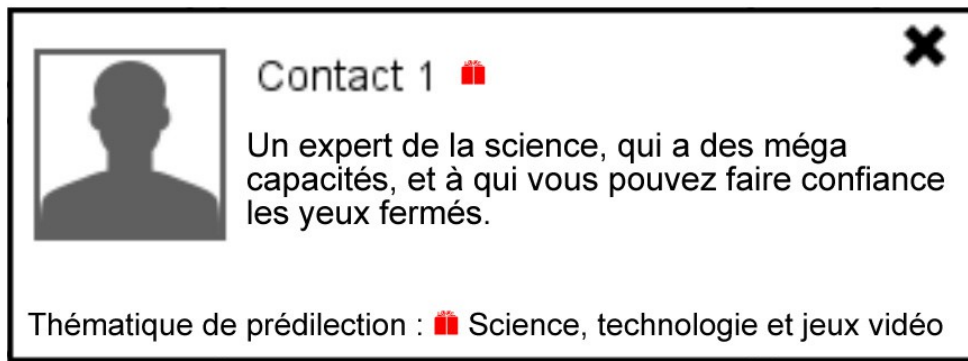 Contact 1
Un expert de la science, qui a des méga
capacités, et à qui vous pouvez faire confiance
les yeux fermés.
Thématique de prédilection : Science, technologie et jeux vidéo